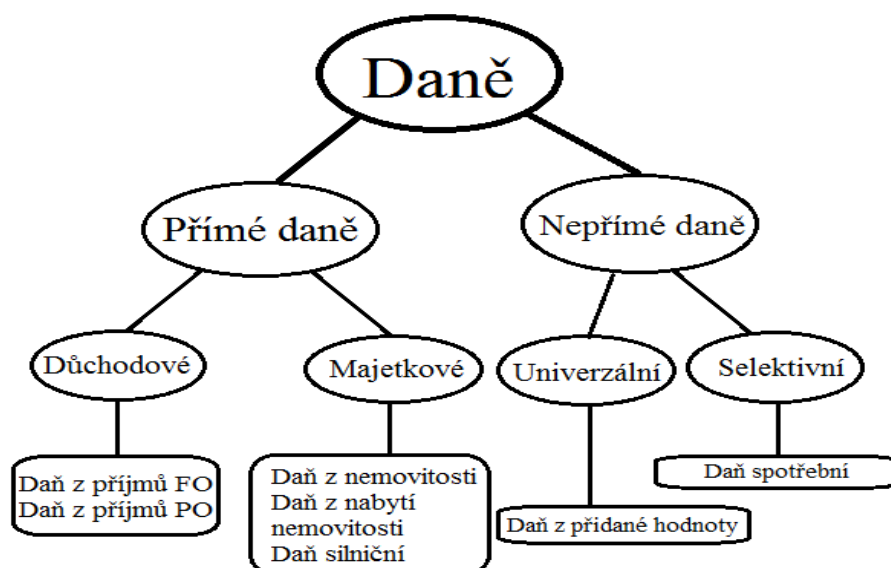 Daně
Přímé daně
Nepřímé daně
Důchodové
Majetkové
Univerzální
Selektivní
Daň z příjmů FO
Daň z příjmů PO
Daň z nemovitosti
Daň z nabytí
nemovitosti
Daň silniční
Daň z přidané hodnoty
Daň spotřební